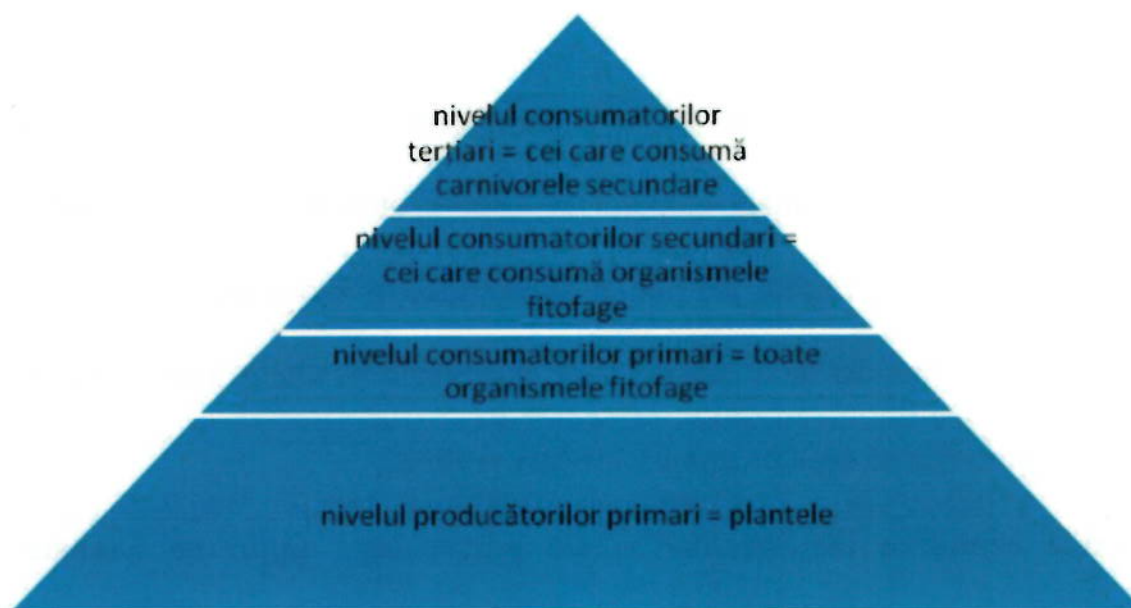 nivelul consumatorilor
terțiari = cei care consumă
carnivorele secundare
nivelul consumatorilor secundari =
cei care consumă organismele
fitofage
nivelul consumatorilor primari = toate
organismele fitofage
nivelul producătorilor primari = plantele